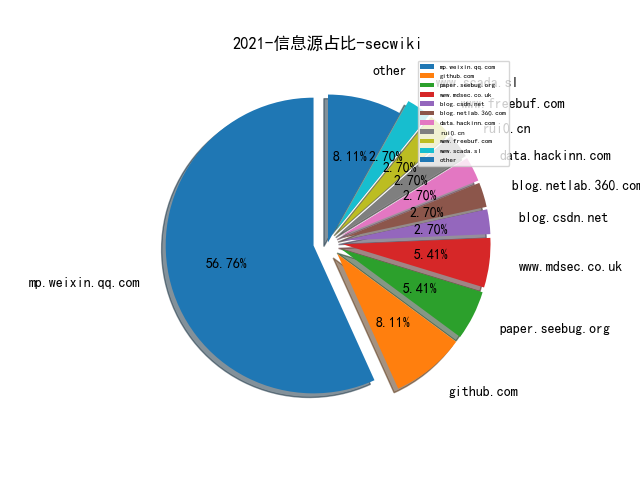 2021-信息源占比-secwiki
other
mp.weixin.qq.com
github.com
paper.seebug.org
www.mdsec.co.uk
blog.csdn.net
blog.netlab.360.com
data.hackinn.com
rui0.cn
www.freebuf.com
www.scada.sl
other
www.scada.sl
www.freebuf.com
rui0.cn
data.hackinn.com
blog.netlab.360.com
blog.csdn.net
www.mdsec.co.uk
paper.seebug.org
github.com
mp.weixin.qq.com
8.11%
2.70%
2.70%
2.70%
2.70%
2.70%
2.70%
5.41%
5.41%
8.11%
56.76%